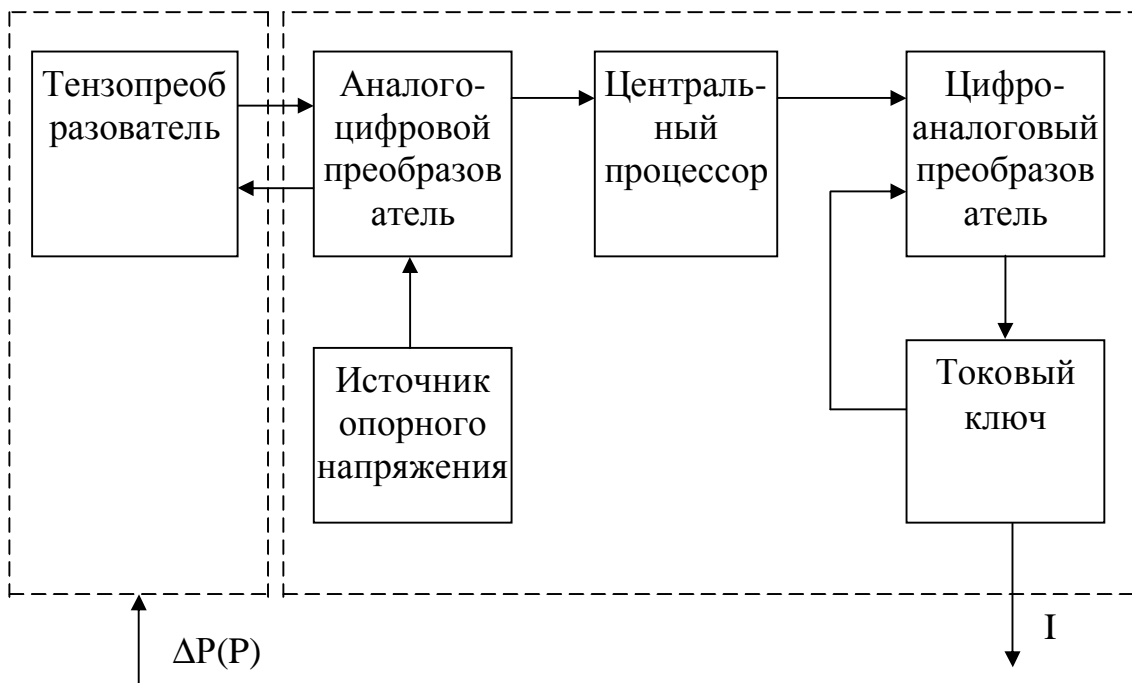 Тензопреоб
разователь
Аналого-
цифровой
преобразов
атель
Централь-
ный
процессор
Цифро-
аналоговый
преобразов
атель
Источник
опорного
напряжения
Токовый
ключ
ΔP(P)
I